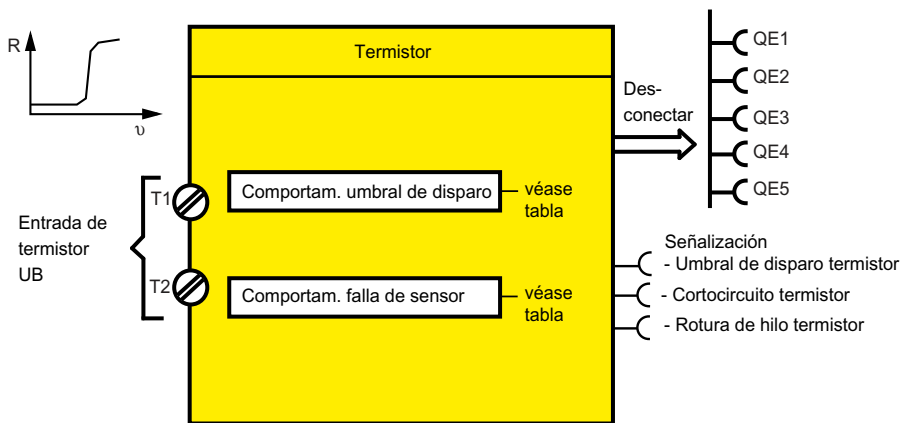 R
υ
Termistor
Des-
conectar
QE1
QE2
QE3
QE4
QE5
Entrada de
termistor
UB
T1
T2
Comportam. umbral de disparo
véase
tabla
Comportam. falla de sensor
véase
tabla
Señalización
- Umbral de disparo termistor
- Cortocircuito termistor
- Rotura de hilo termistor